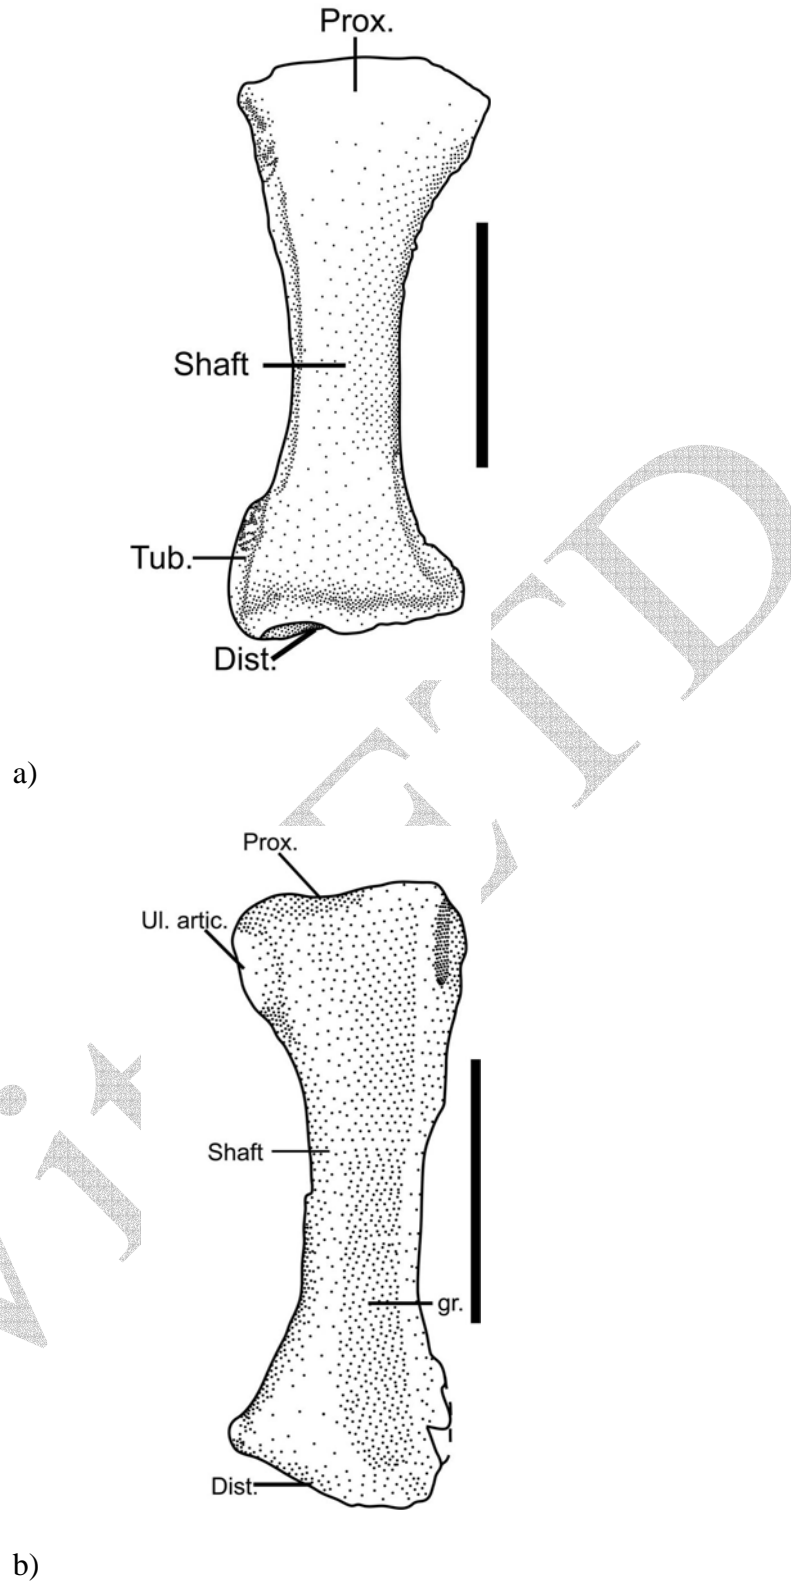 Prox.
Shaft
Tub.
Dist.
a)
Prox.
Ul. artic.
Shaft
gr.
Dist.
b)